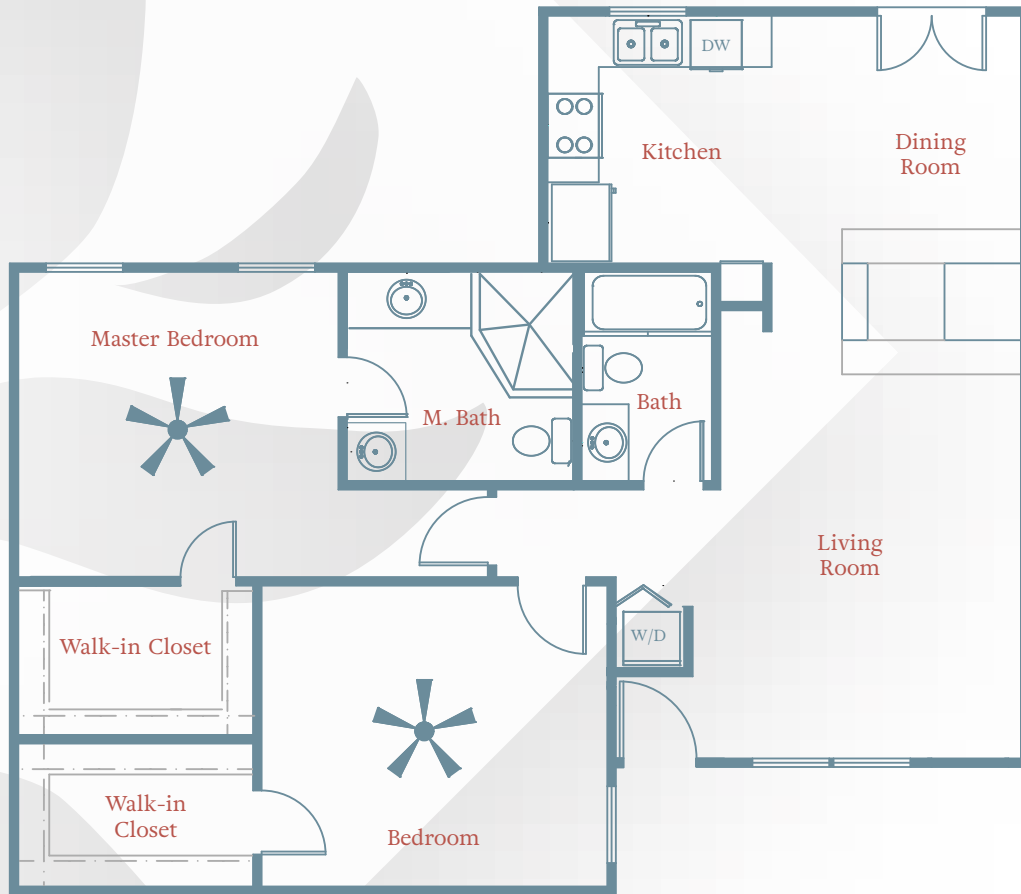 DW
Kitchen
Dining
Room
Master Bedroom
M. Bath
Bath
Living
Room
Walk-in Closet
W/D
Walk-in
Closet
Bedroom